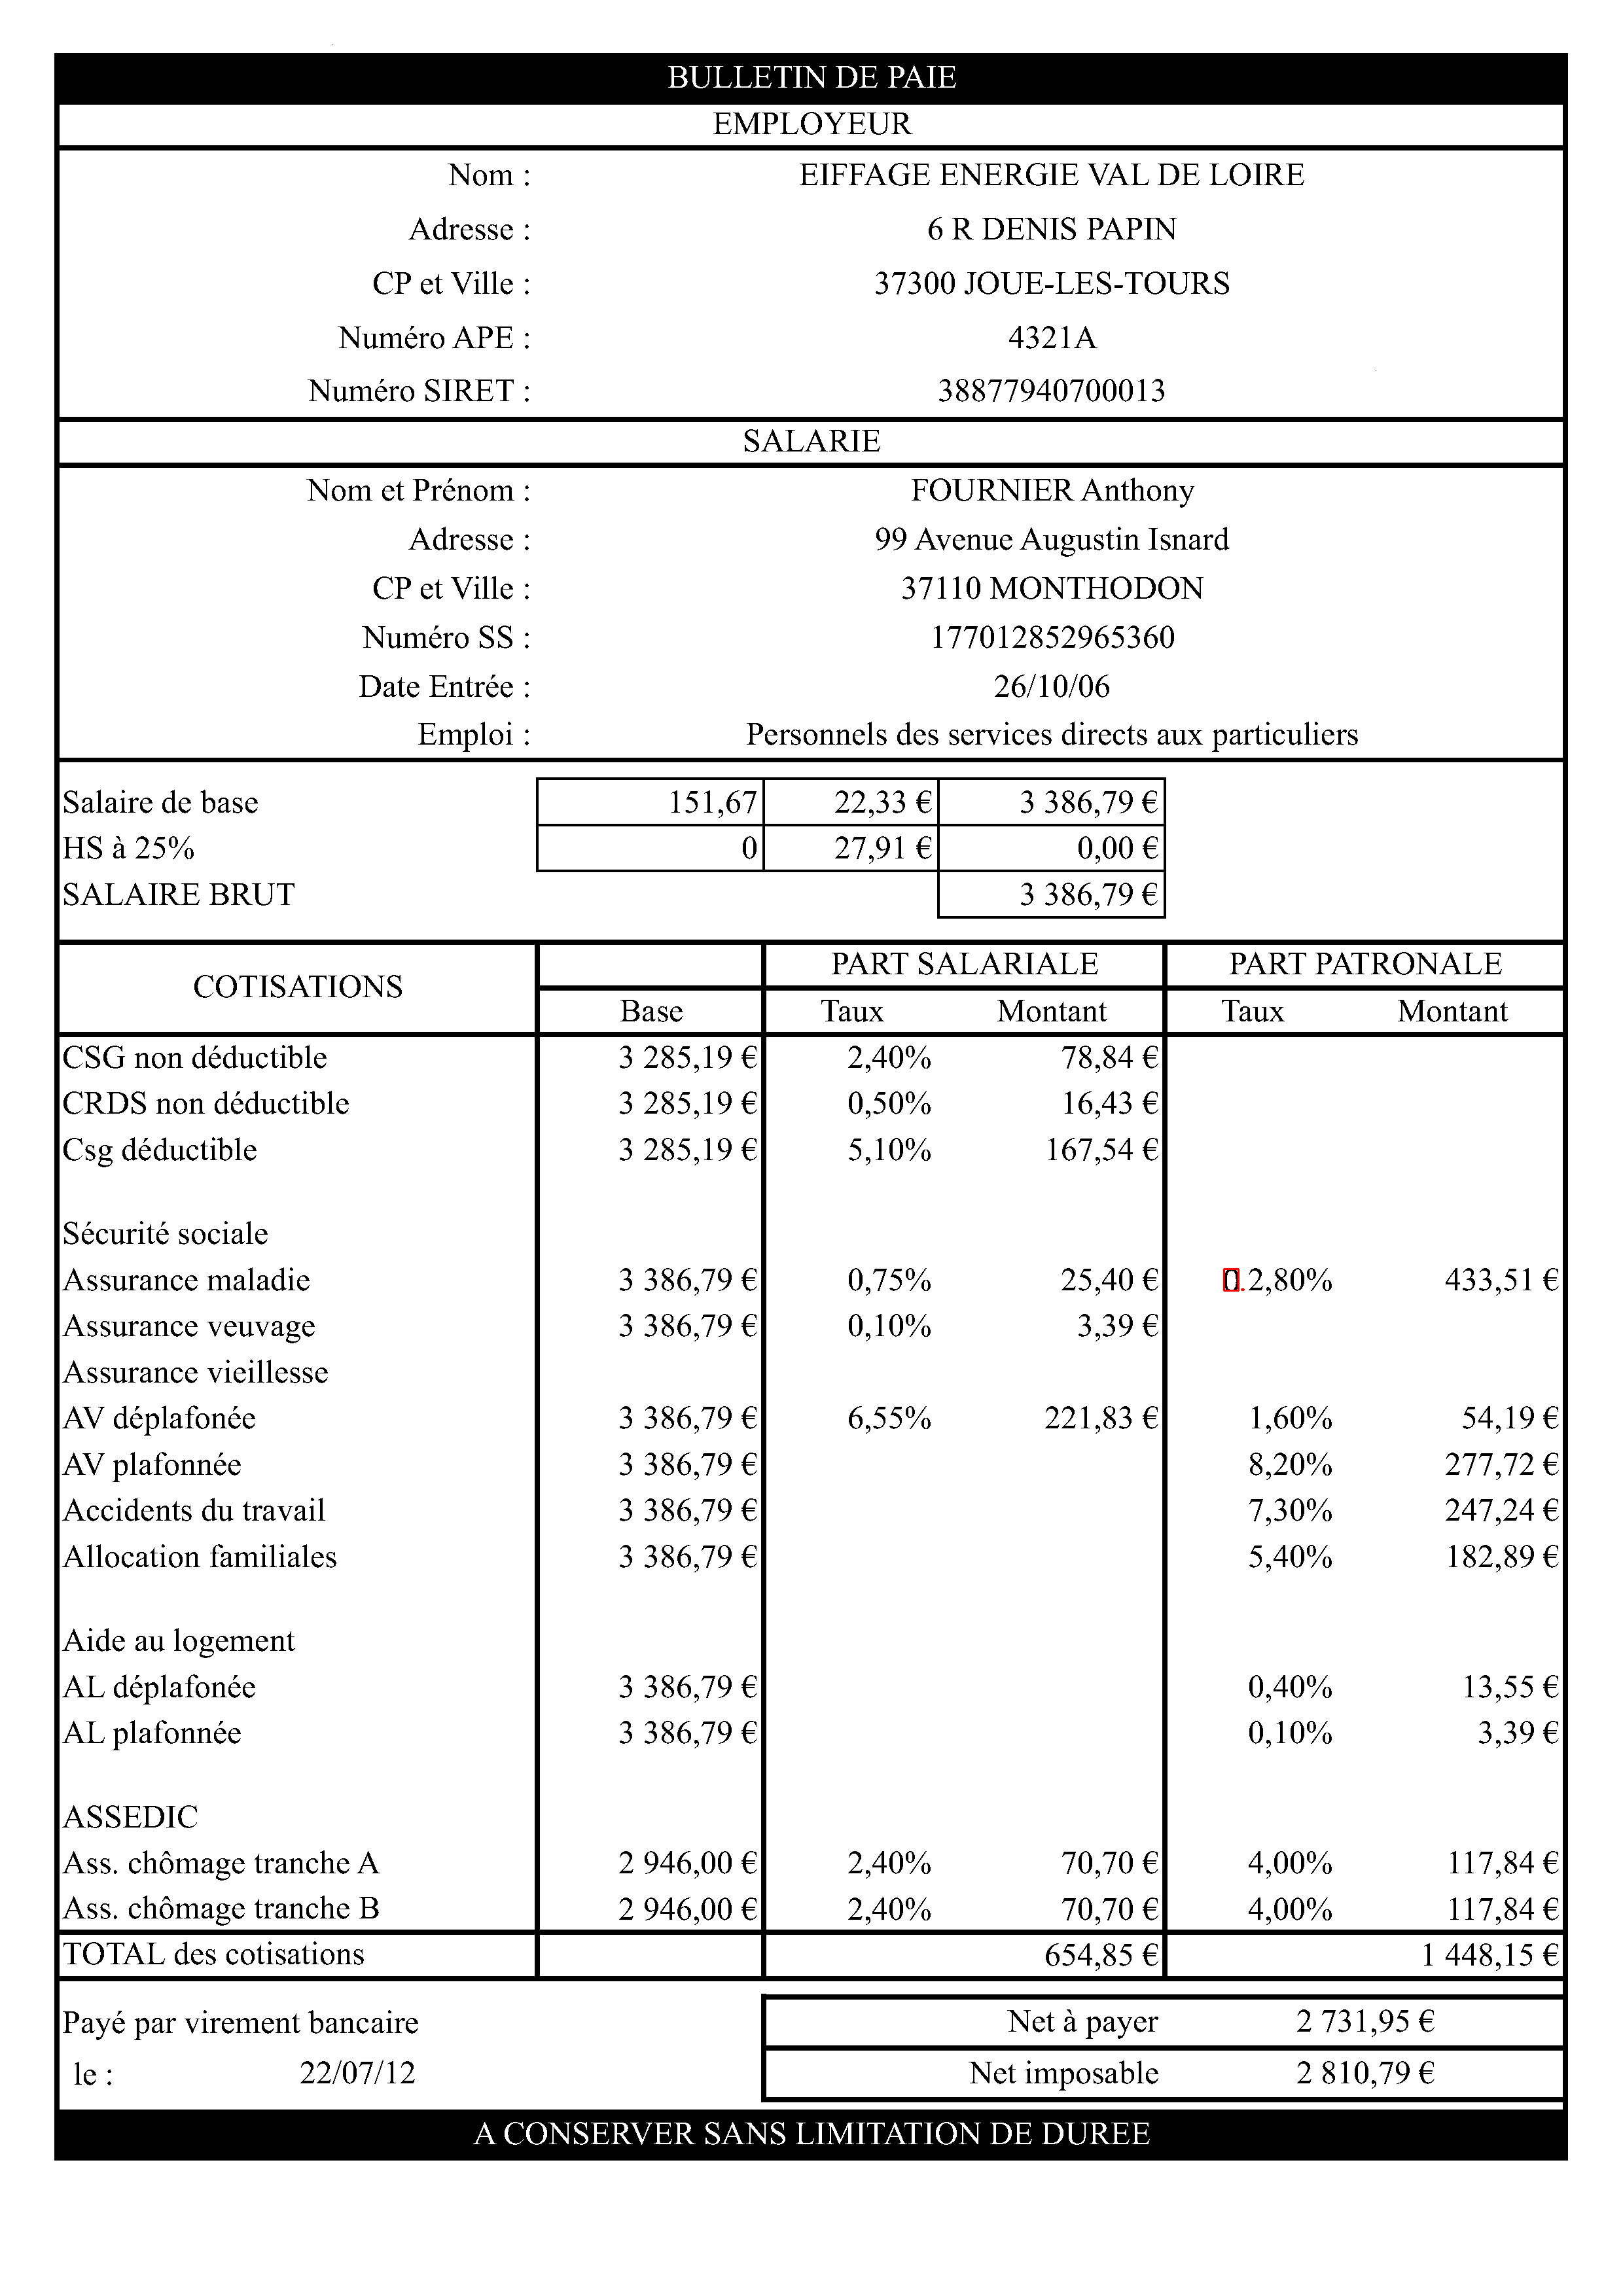 BULLETIN DE PAIE
EMPLOYEUR
Nom : EIFFAGE ENERGIE VAL DE LOIRE
Adresse : 6 R DENIS PAPIN
CP et Ville : 37300 JOUE-LES-TOURS
Numéro APE : 4321A
Numéro SIRET : 38877940700013
SALARIE
Nom et Prénom : FOURNIER Anthony
Adresse : 99 Avenue Augustin Isnard
CP et Ville : 37110 MONTHODON
Numéro SS : 177012852965360
Date Entrée : 26/10/06
Emploi : Personnels des services directs aux particuliers
Salaire de base 151,67 22,33 € 3 386,79 €
HS à 25% 0 27,91 € 0,00 €
SALAIRE BRUT 3 386,79 €
PART SALARIALE PART PATRONALE
COTISATIONS
Base Taux Montant Taux Montant
CSG non déductible 3 285,19 € 2,40% 78,84 €
CRDS non déductible 3 285,19 € 0,50% 16,43 €
Csg déductible 3 285,19 € 5,10% 167,54 €
Sécurité sociale
Assurance maladie 3 386,79 € 0,75% 25,40 € 0.2,80% 433,51 €
Assurance veuvage 3 386,79 € 0,10% 3,39 €
Assurance vieillesse
AV déplafonée 3 386,79 € 6,55% 221,83 € 1,60% 54,19 €
AV plafonnée 3 386,79 € 8,20% 277,72 €
Accidents du travail 3 386,79 € 7,30% 247,24 €
Allocation familiales 3 386,79 € 5,40% 182,89 €
Aide au logement
AL déplafonée 3 386,79 € 0,40% 13,55 €
AL plafonnée 3 386,79 € 0,10% 3,39 €
ASSEDIC
Ass. chômage tranche A 2 946,00 € 2,40% 70,70 € 4,00% 117,84 €
Ass. chômage tranche B 2 946,00 € 2,40% 70,70 € 4,00% 117,84 €
TOTAL des cotisations 654,85 € 1 448,15 €
Payé par virement bancaire Net à payer 2 731,95 €
le : 22/07/12 Net imposable 2 810,79 €
A CONSERVER SANS LIMITATION DE DUREE